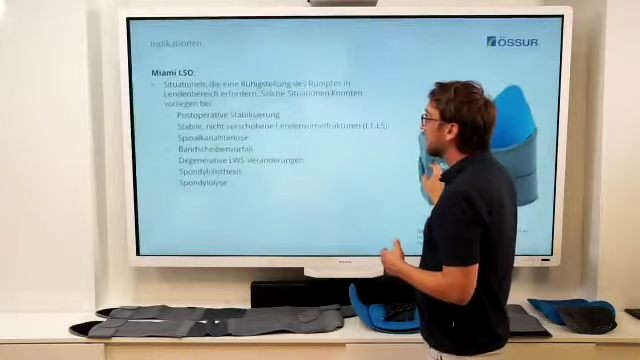 Indikationen
ÖSSUR
Miami LSO:
Situationen, die eine Ruhigstellung des Rumpfes in
Lendenbereich erfordern. Solche Situationen könnten
vorliegen bei:
Postoperative Stabilisierung
Stabile, nicht verschobene Lendenwirbelfrakturen (L1-L5)
Spinalkanalstenose
Bandscheibenvorfall
Degenerative LWS-Veränderungen
Spondylolisthesis
Spondylolyse